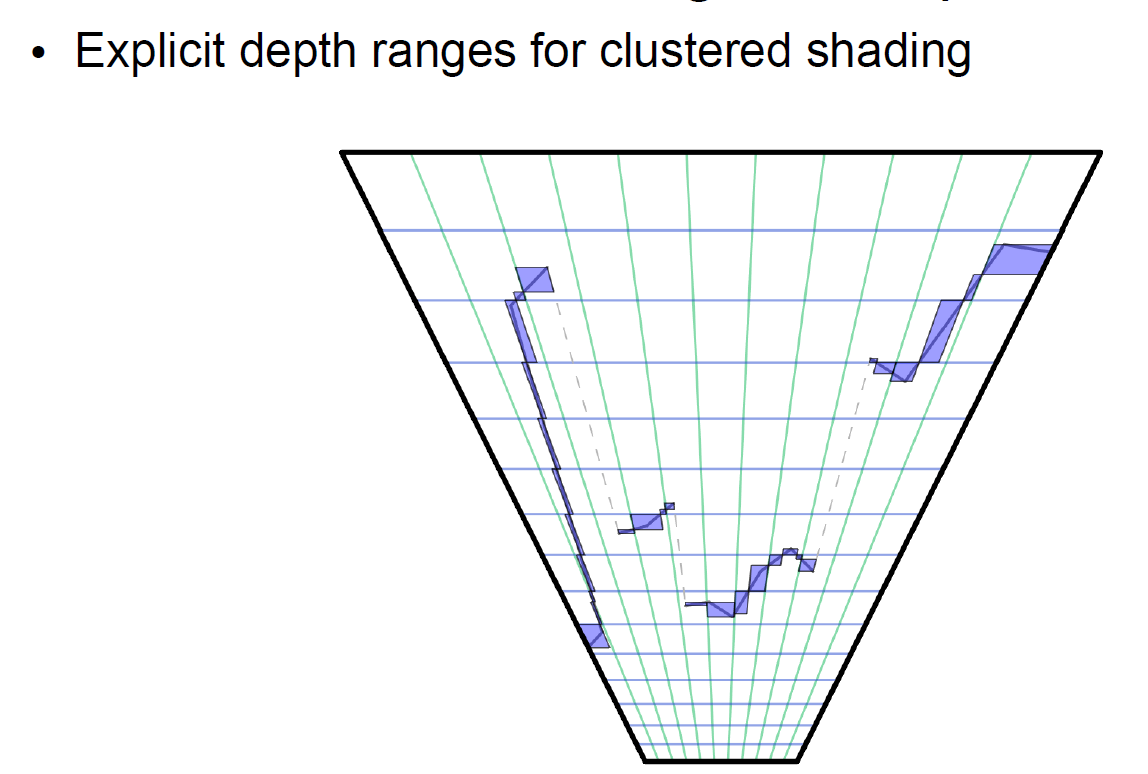 • Explicit depth ranges for clustered shading